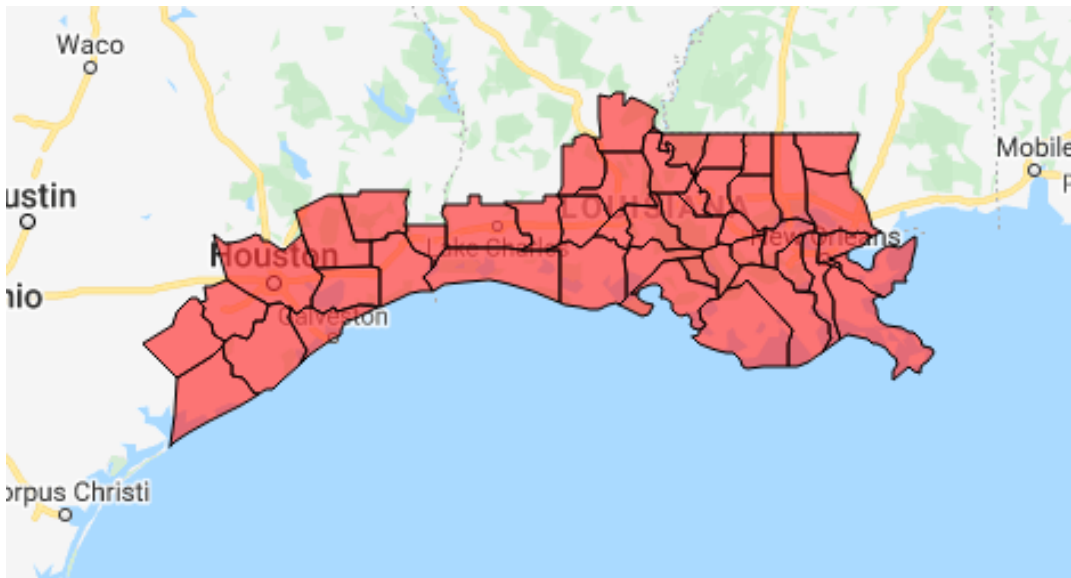 Waco
Mobile
ustin
LOUISIANA
Houston
Lake Charles
New Orleans
nio
Galveston
orpus Christi